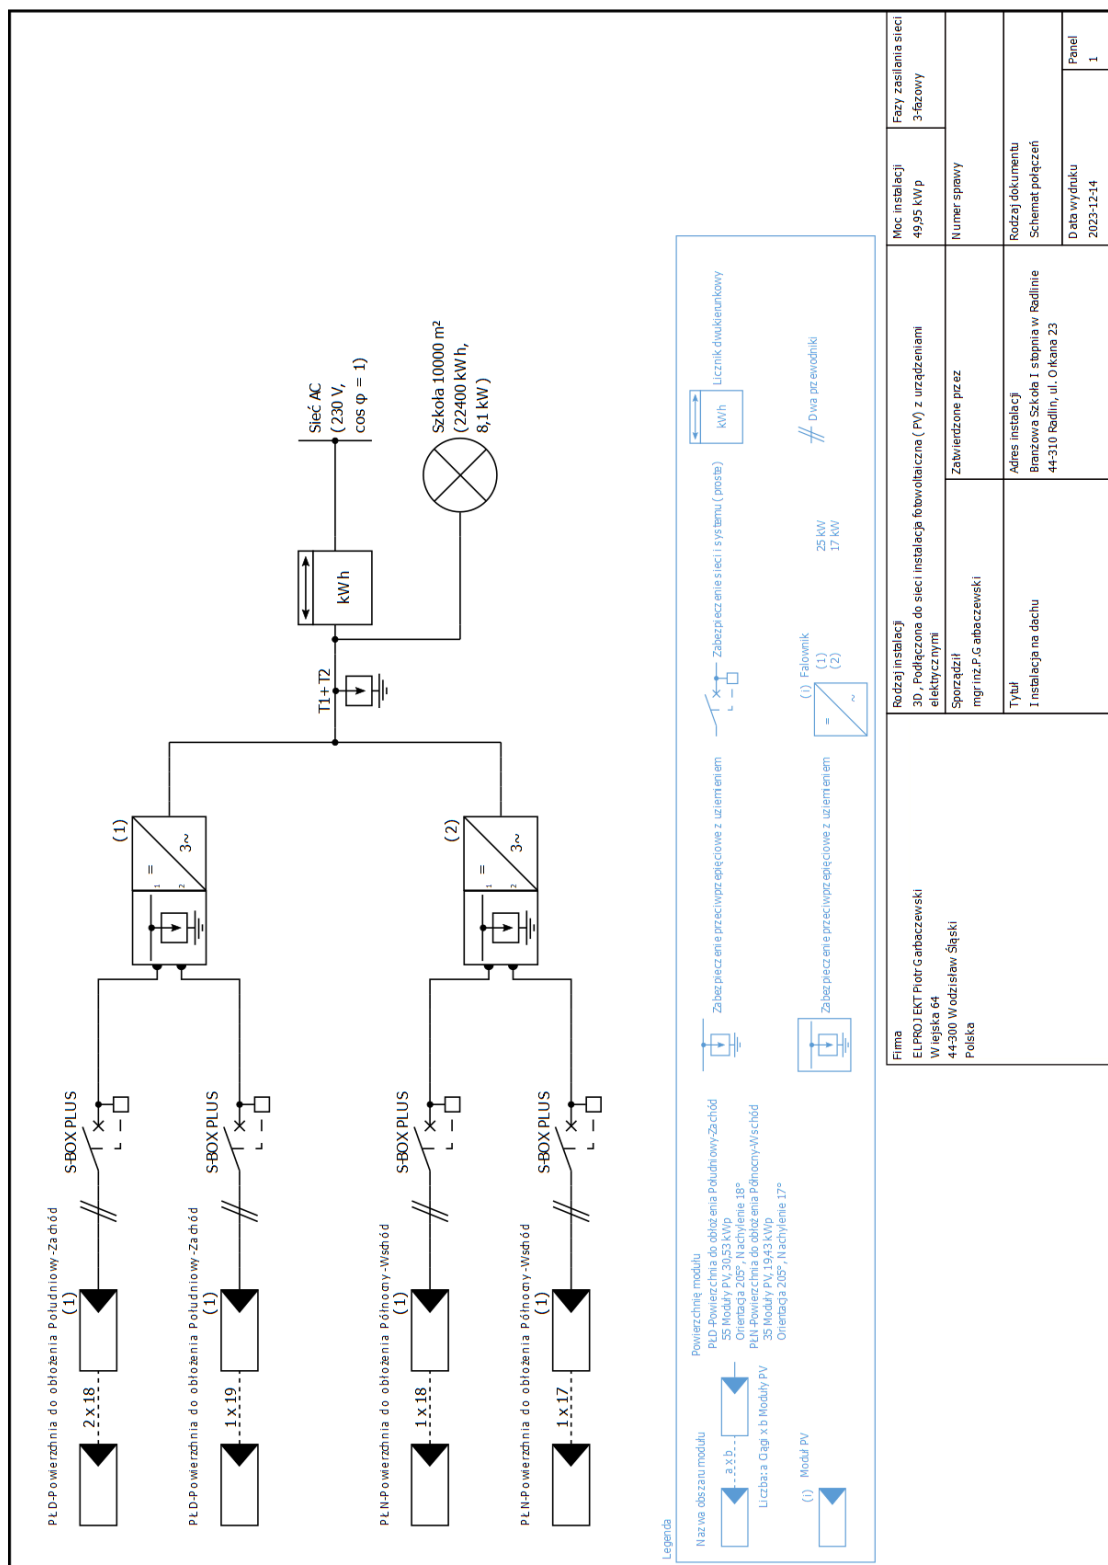 PŁD-Powierzchnia do obłożenia Południowy-Zachód
(1)
2 x 18
S-BOX PLUS
PŁD-Powierzchnia do obłożenia Południowy-Zachód
(1)
1 x 19
S-BOX PLUS
(1)
=
1
2
3~
PŁN-Powierzchnia do obłożenia Północny-Wschód
(1)
1 x 18
S-BOX PLUS
PŁN-Powierzchnia do obłożenia Północny-Wschód
(1)
1 x 17
S-BOX PLUS
(2)
=
1
2
3~
T1+T2
kWh
Sieć AC
(230 V,
cos φ = 1)
Szkoła 10000 m²
(22400 kWh,
8,1 kW)
Legenda
Nazwa obszaru modułu
a x b
Liczba: a Ciągi x b Moduły PV
(i) Moduł PV
Powierzchnię modułu
PŁD-Powierzchnia do obłożenia Południowy-Zachód
55 Moduły PV, 30,53 kWp
Orientacja 205°, Nachylenie 18°
PŁN-Powierzchnia do obłożenia Północny-Wschód
35 Moduły PV, 19,43 kWp
Orientacja 205°, Nachylenie 17°
Zabezpieczenie przeciwprzepięciowe z uziemieniem
Zabezpieczenie przeciwprzepięciowe z uziemieniem
Zabezpieczenie sieci i systemu (proste)
(i) Falownik
= ~
(1) 25 kW
(2) 17 kW
kWh
Licznik dwukierunkowy
Dwa przewodniki
Firma
ELPROJEKT Piotr Garbaczewski
Wiejska 64
44-300 Wodzisław Śląski
Polska
Rodzaj instalacji
3D, Podłączona do sieci instalacja fotowoltaiczna (PV) z urządzeniami
elektrycznymi
Moc instalacji
49,95 kWp
Fazy zasilania sieci
3-fazowy
Sporządził
mgr inż.P.Garbaczewski
Zatwierdzone przez
Numer sprawy
Tytuł
Instalacja na dachu
Adres instalacji
Branżowa Szkoła I stopnia w Radlinie
44-310 Radlin, ul. Orkana 23
Rodzaj dokumentu
Schemat połączeń
Data wydruku
2023-12-14
Panel
1